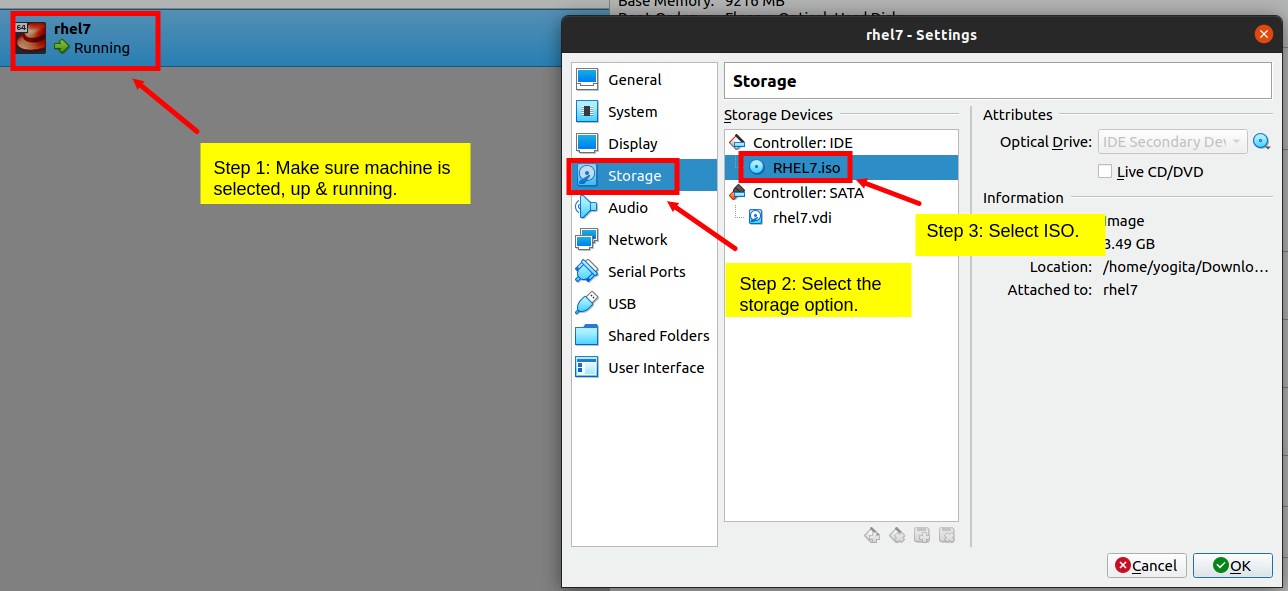 Base Memory: 9216 MB
rhel7 - Settings
64
rhel7
Running
Step 1: Make sure machine is
selected, up & running.
General
System
Display
Storage
Audio
Network
Serial Ports
USB
Shared Folders
User Interface
Storage
Storage Devices
Controller: IDE
RHEL7.iso
Controller: SATA
rhel7.vdi
Step 2: Select the
storage option.
Step 3: Select ISO.
Attributes
Optical Drive: IDE Secondary Dev
Live CD/DVD
Information
Image
3.49 GB
Location: /home/yogita/Downlo...
Attached to: rhel7
Cancel
OK